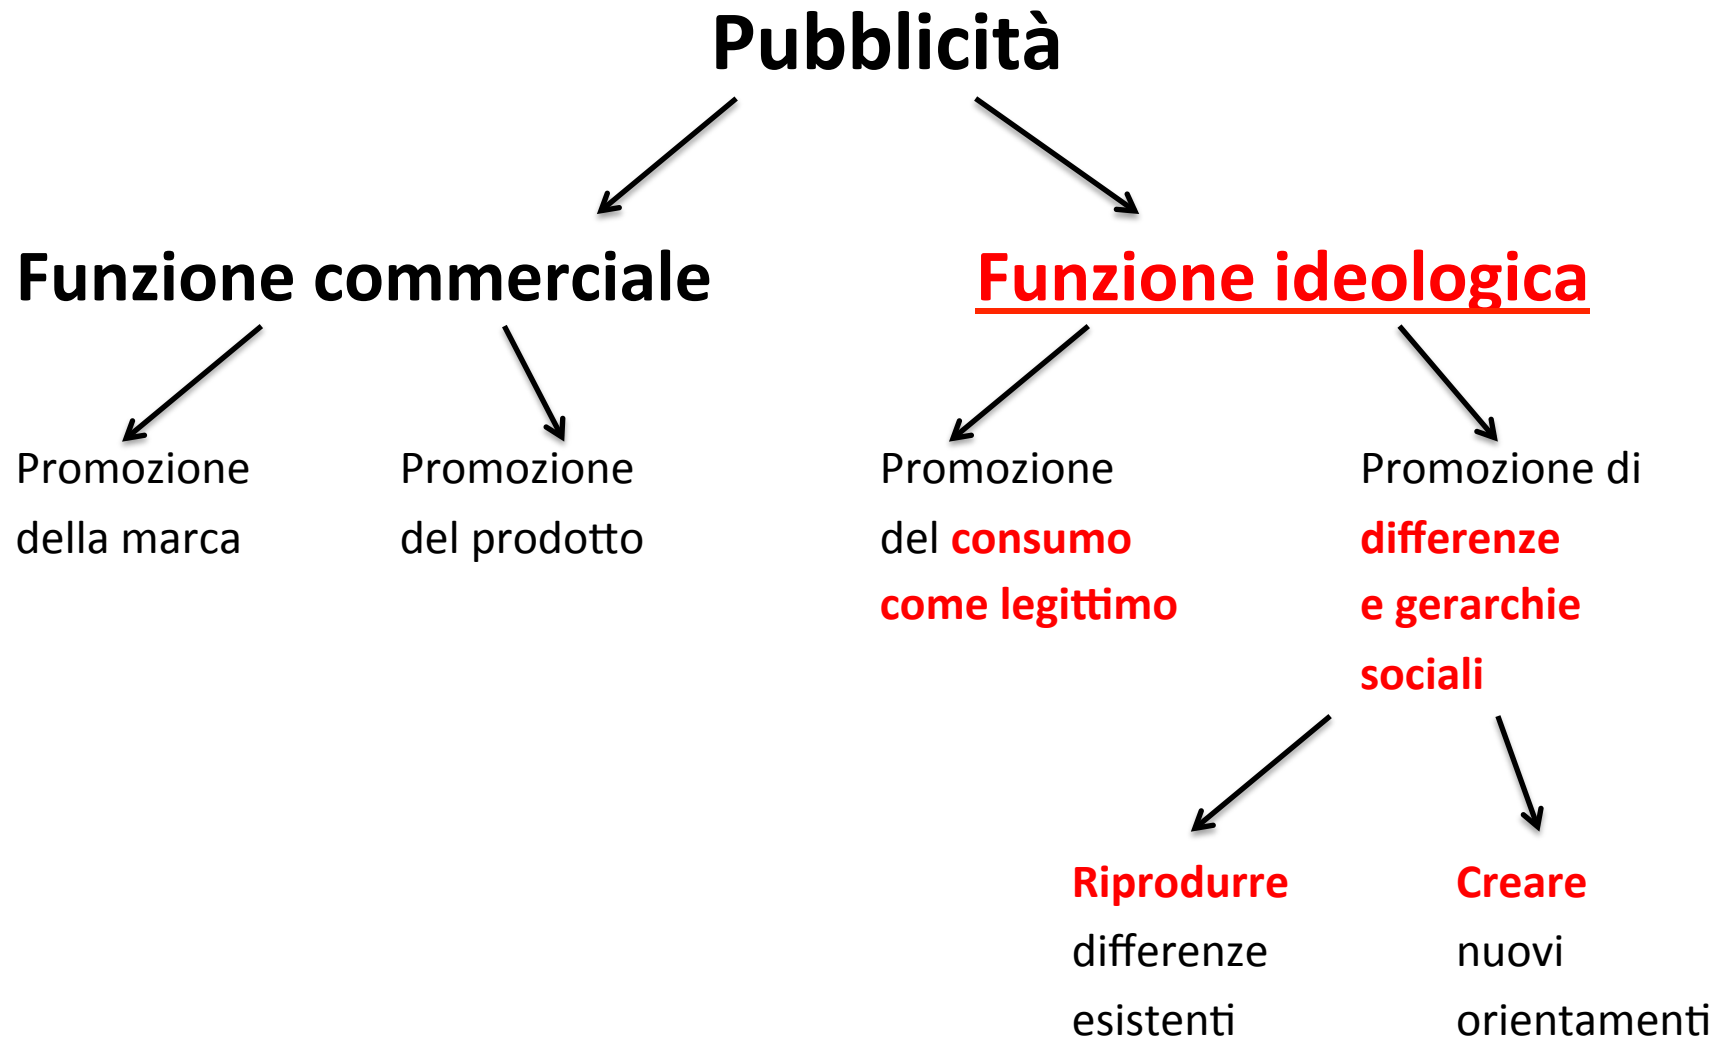 Pubblicità
Funzione commerciale
Funzione ideologica
Promozione
della marca
Promozione
del prodotto
Promozione
del consumo
come legittimo
Promozione di
differenze
e gerarchie
sociali
Riprodurre
differenze
esistenti
Creare
nuovi
orientamenti